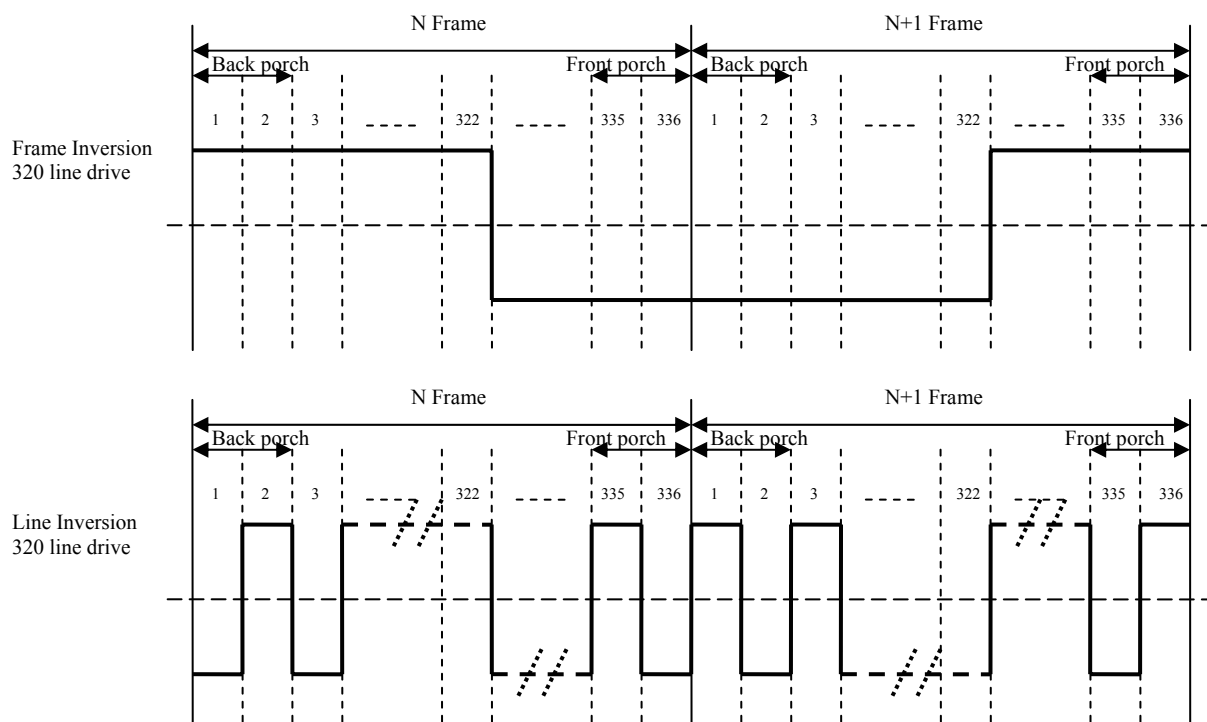 N Frame N+1 Frame
Back porch Front porch Back porch Front porch
1 2 3 322 335 336 1 2 3 322 335 336
Frame Inversion
320 line drive
N Frame N+1 Frame
Back porch Front porch Back porch Front porch
1 2 3 322 335 336 1 2 3 322 335 336
Line Inversion
320 line drive